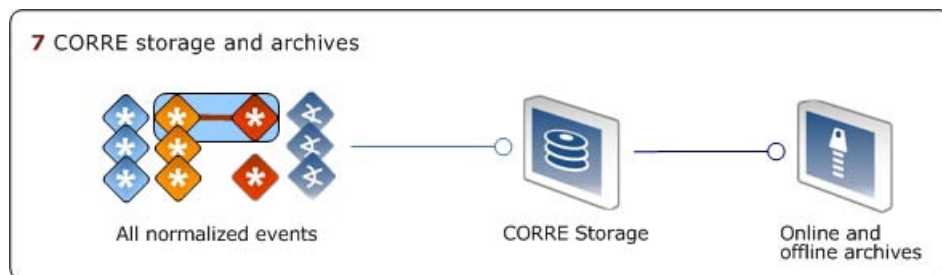 7 CORRE storage and archives
All normalized events
CORRE Storage
Online and
offline archives